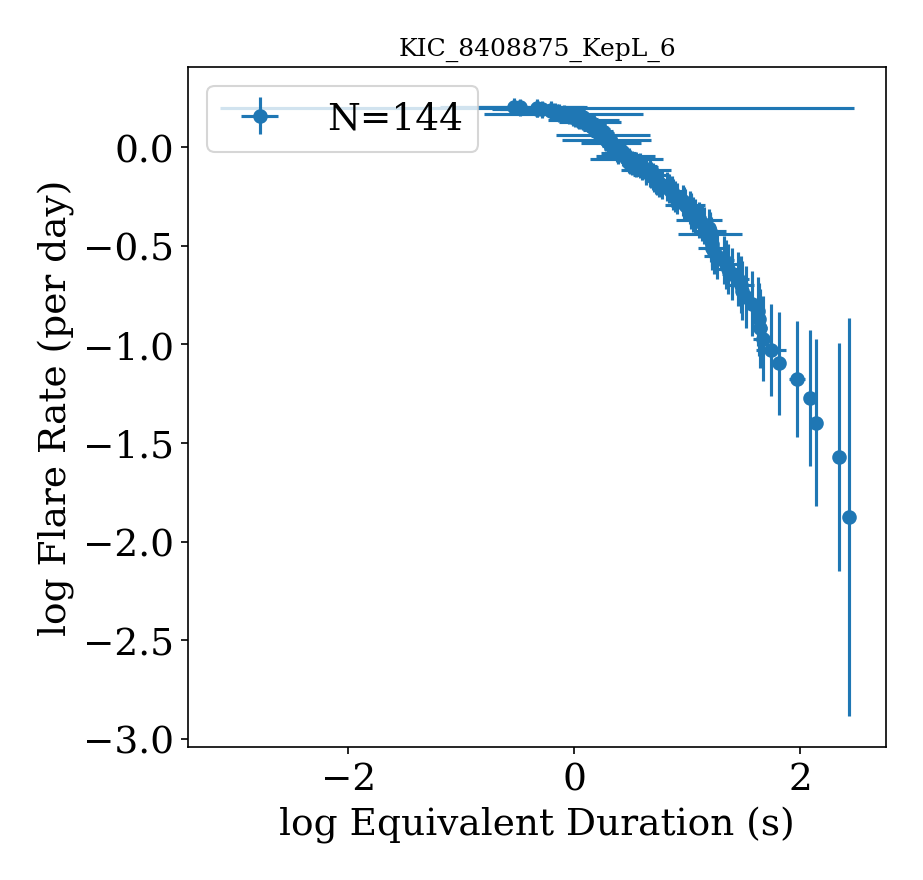 KIC_8408875_KepL_6
N=144
0.0
−0.5
−1.0
−1.5
−2.0
−2.5
−3.0
log Flare Rate (per day)
−2 0 2
log Equivalent Duration (s)